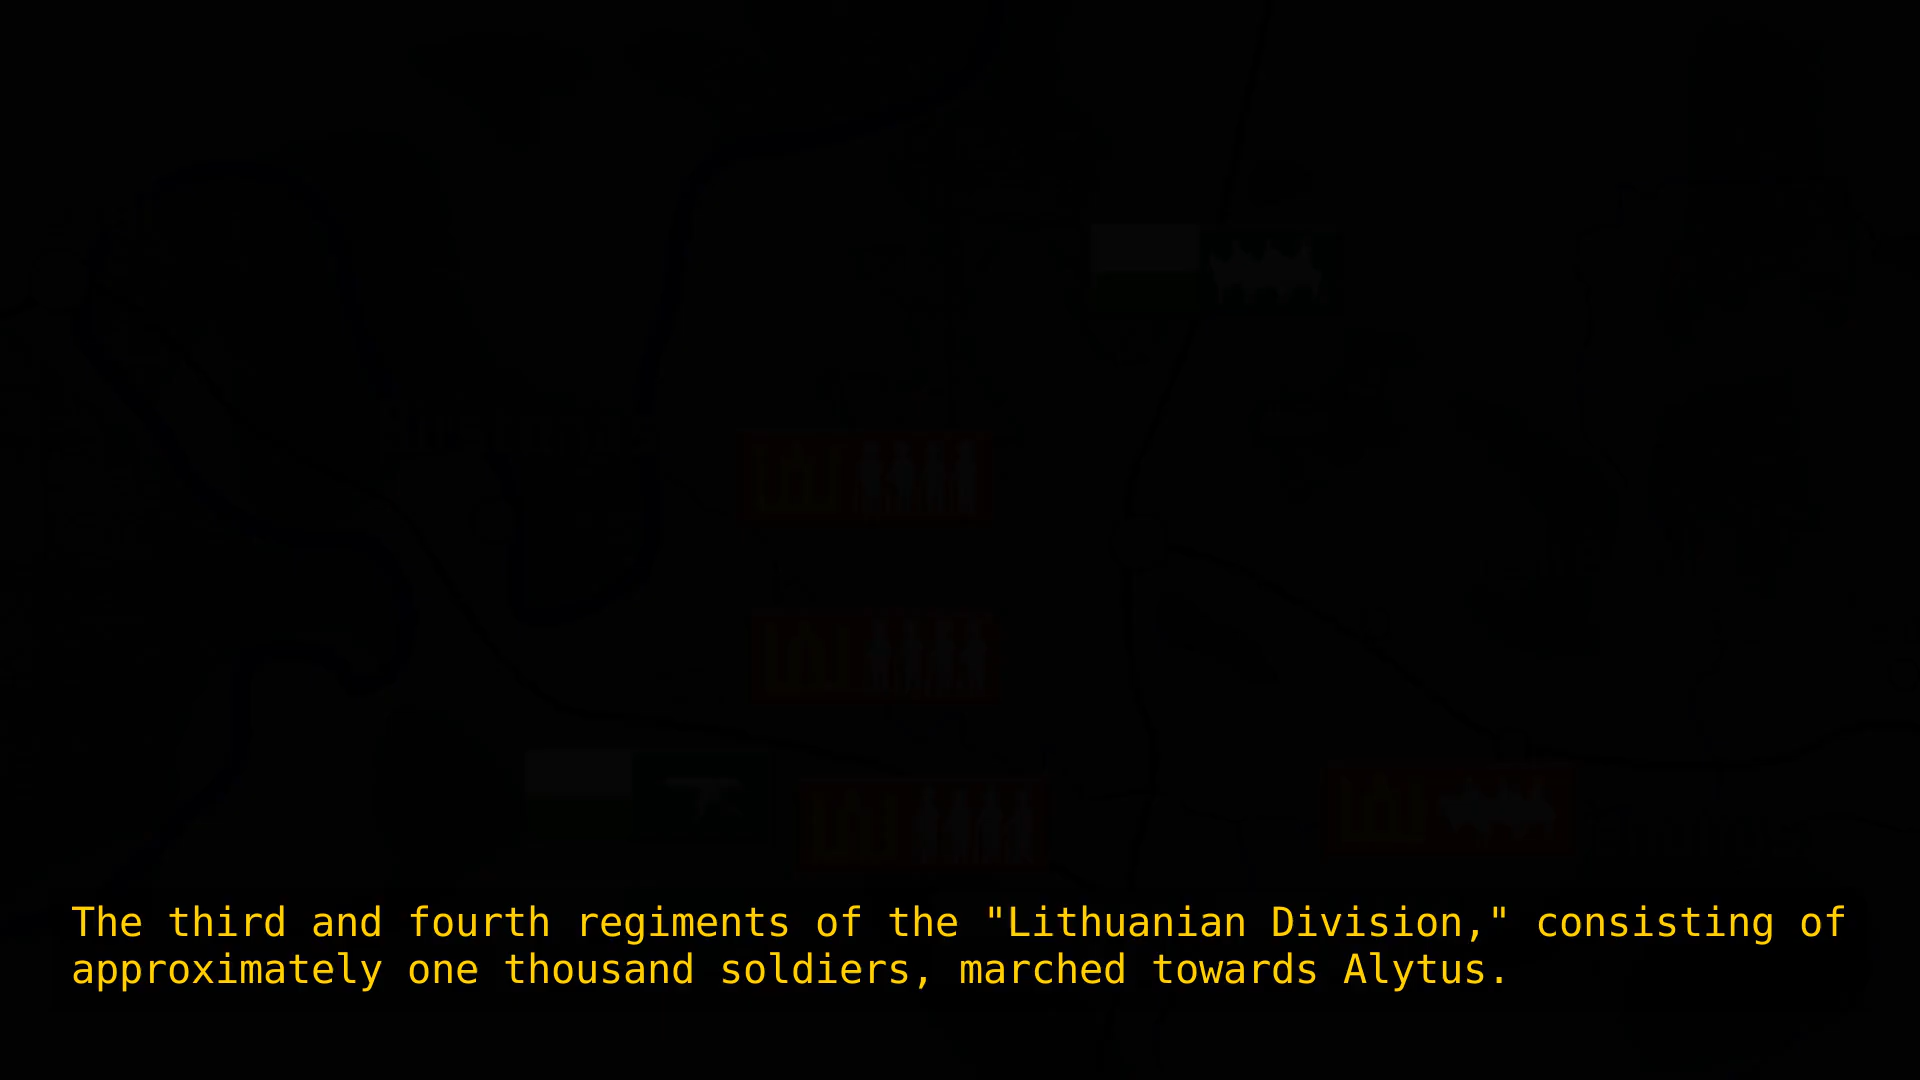 The third and fourth regiments of the "Lithuanian Division," consisting of
approximately one thousand soldiers, marched towards Alytus.